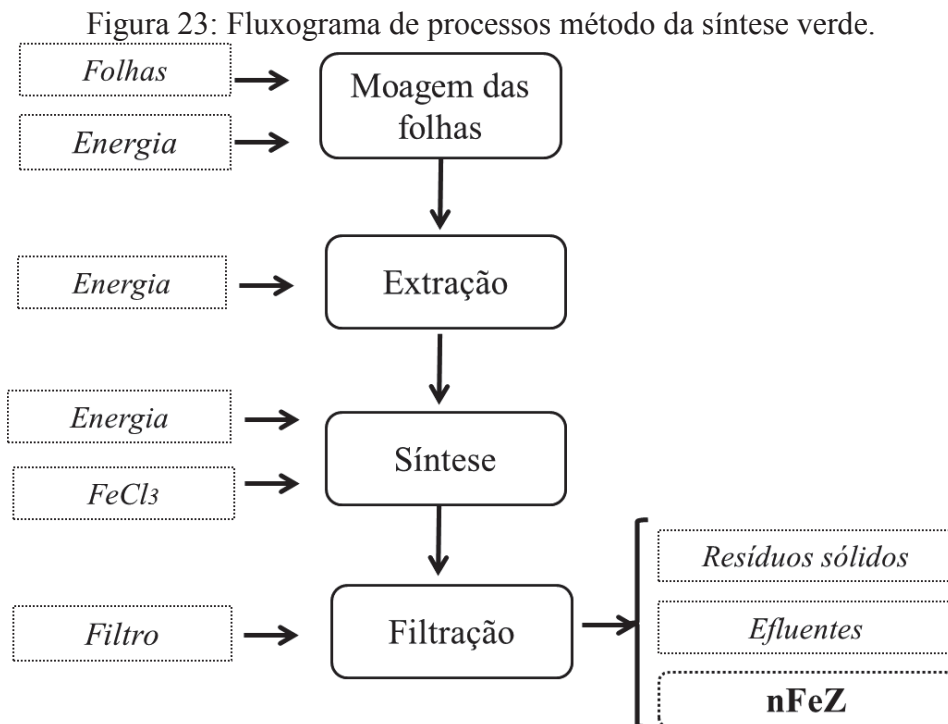 Figura 23: Fluxograma de processos método da síntese verde.
Folhas
Energia
Moagem das
folhas
Energia
Extração
Energia
FeCl3
Síntese
Filtro
Filtração
Resíduos sólidos
Efluentes
nFeZ